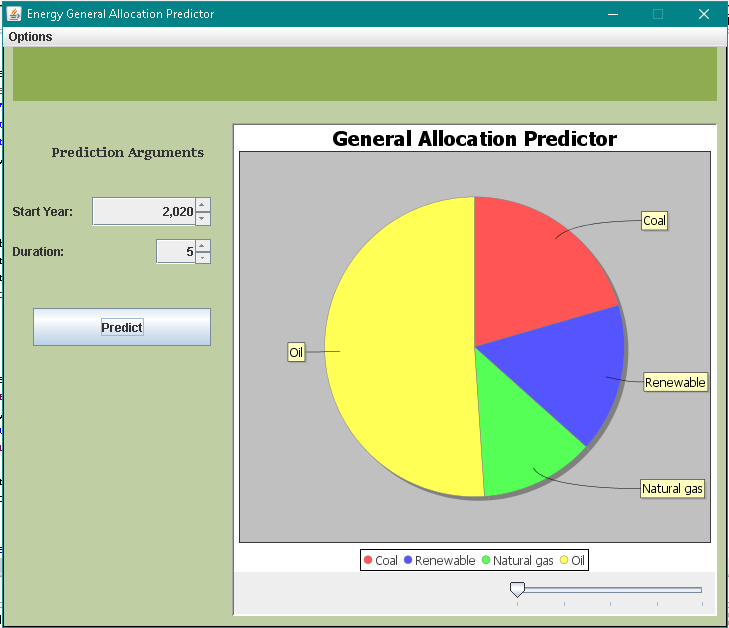 Energy General Allocation Predictor
Options
Prediction Arguments
Start Year: 2,020
Duration: 5
Predict
General Allocation Predictor
Coal
Oil
Renewable
Natural gas
Coal Renewable Natural gas Oil